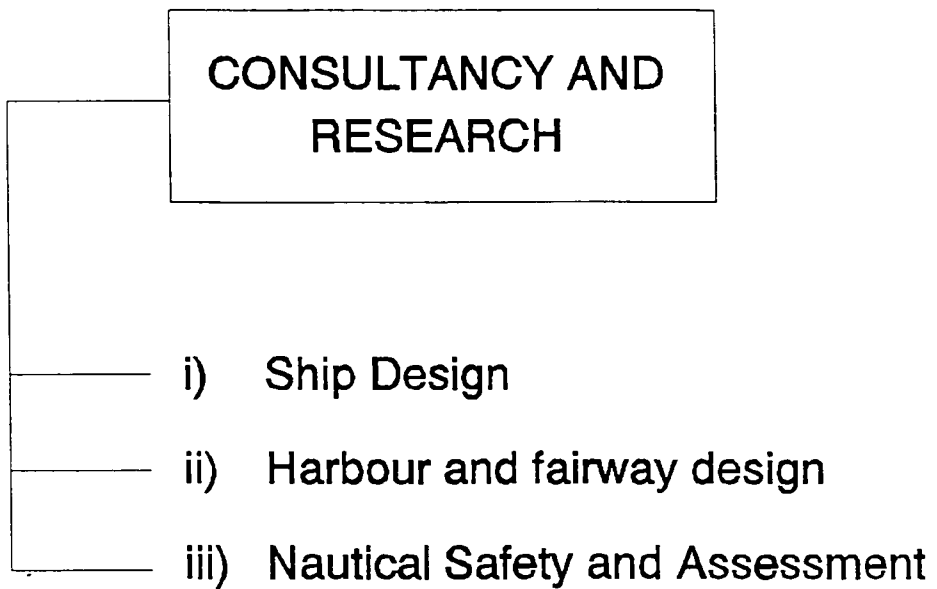 CONSULTANCY AND
RESEARCH
i) Ship Design
ii) Harbour and fairway design
iii) Nautical Safety and Assessment